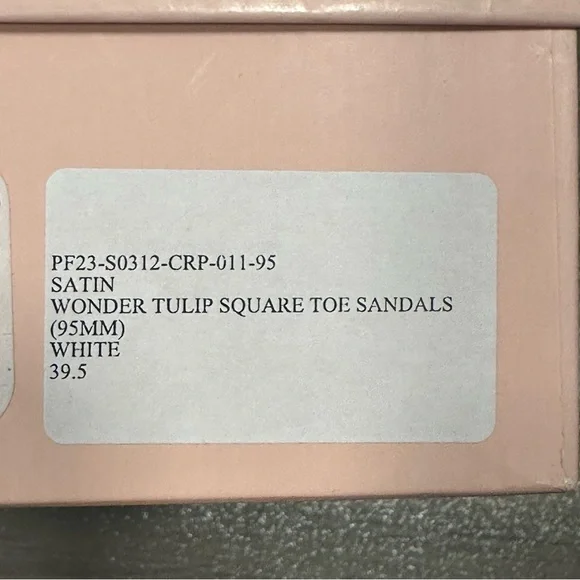 PF23-S0312-CRP-011-95
SATIN
WONDER TULIP SQUARE TOE SANDALS
(95MM)
WHITE
39.5